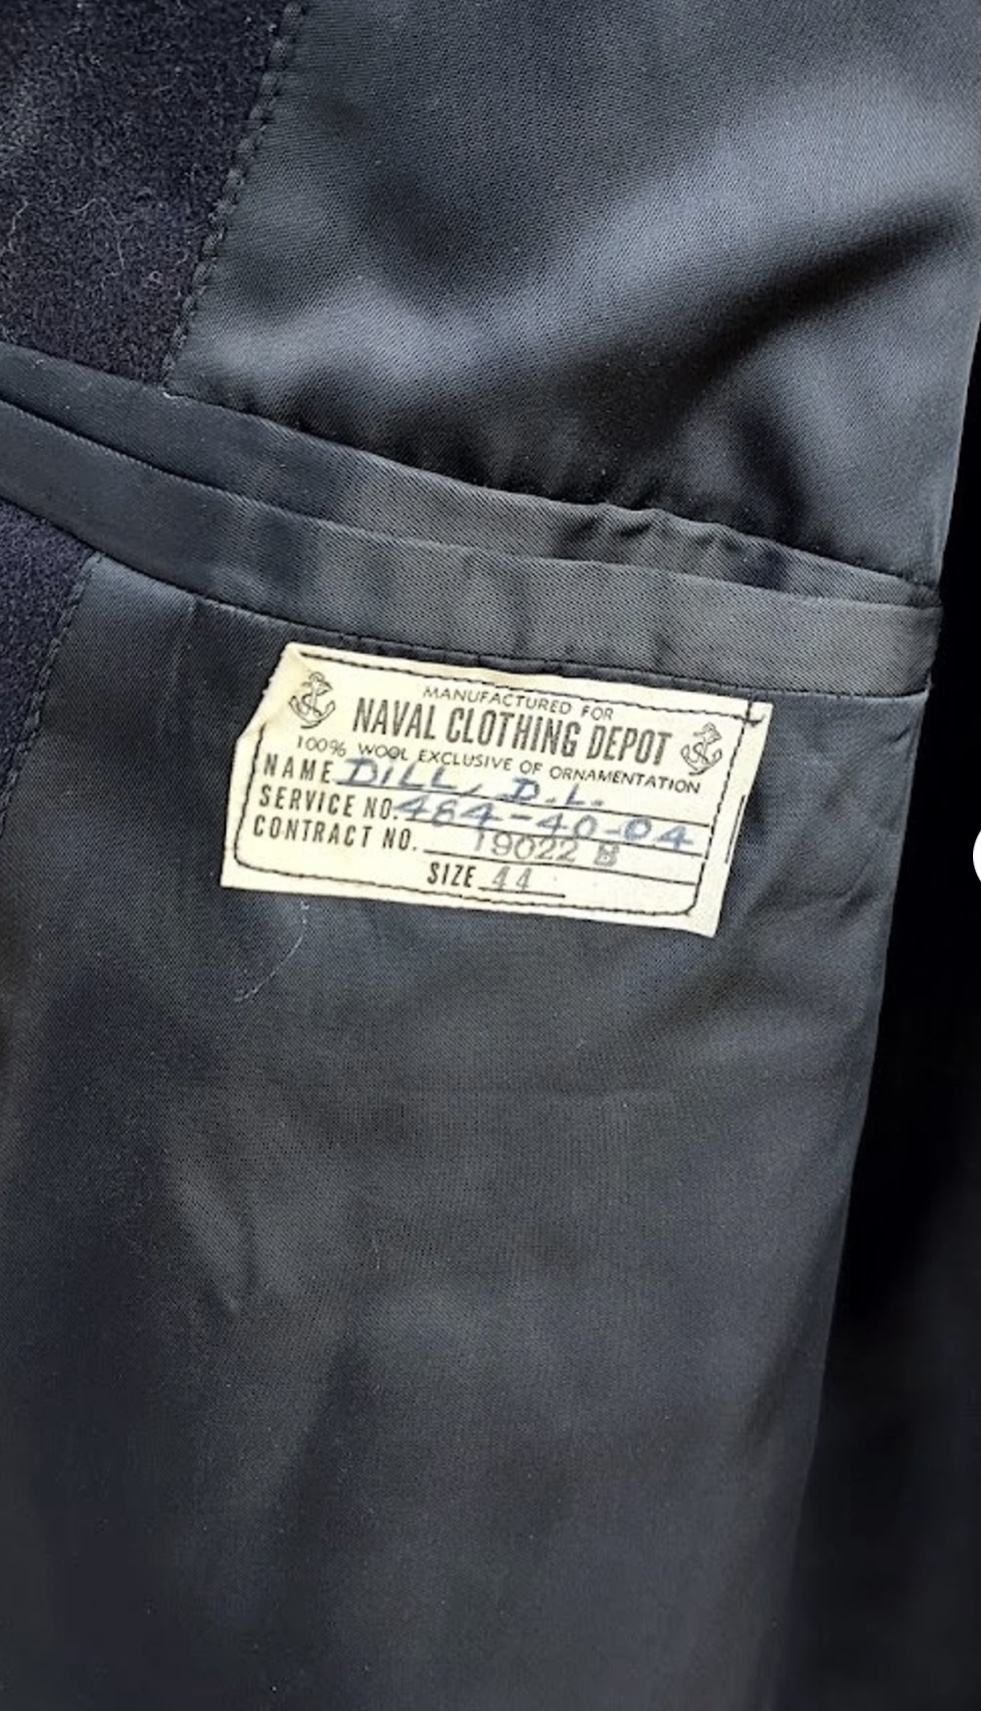 MANUFACTURED FOR
NAVAL CLOTHING DEPOT
100% WOOL EXCLUSIVE OF ORNAMENTATION
NAME DILL, D.L.
SERVICE NO. 484-40-04
CONTRACT NO. 19022 B
SIZE 44